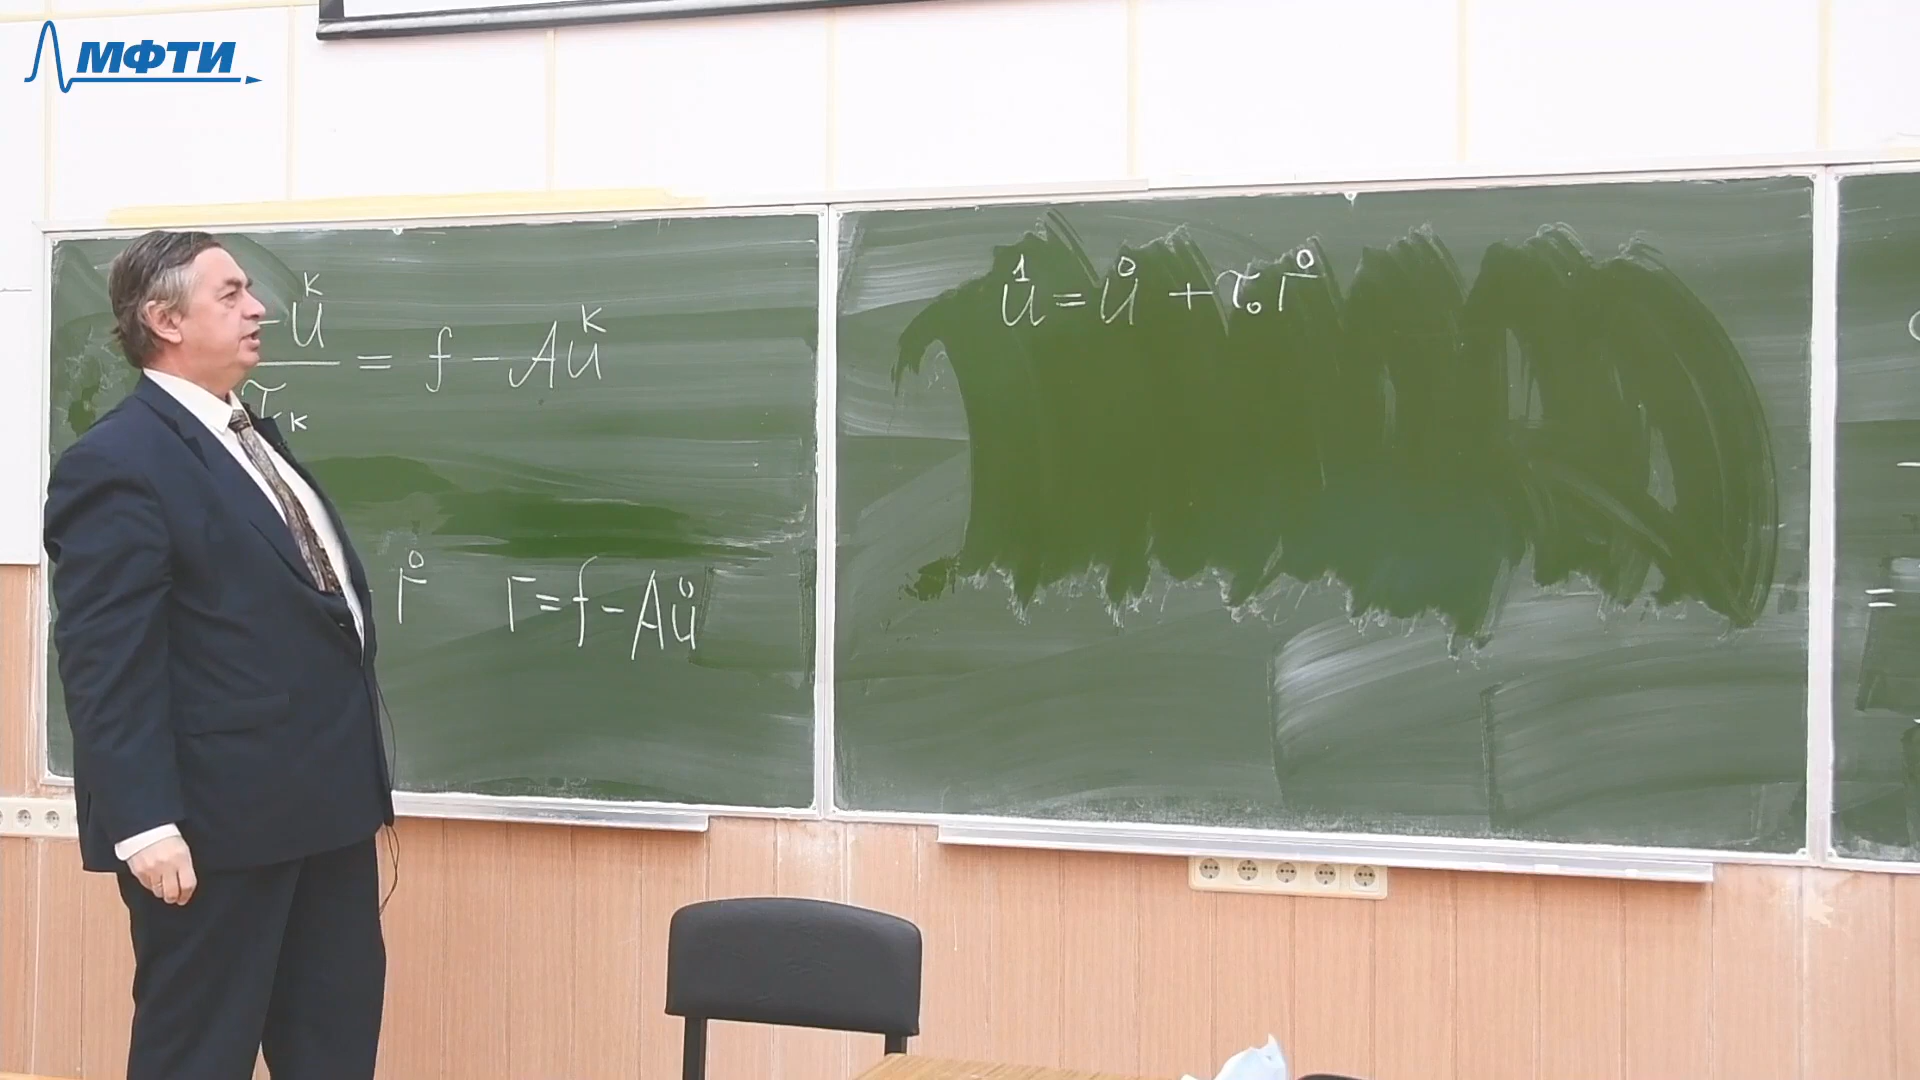 МФТИ
- u^k / τ_k = f - Au^k
r^0 r = f - Au^0
u^1 = u^0 + τ_0 r^0
=